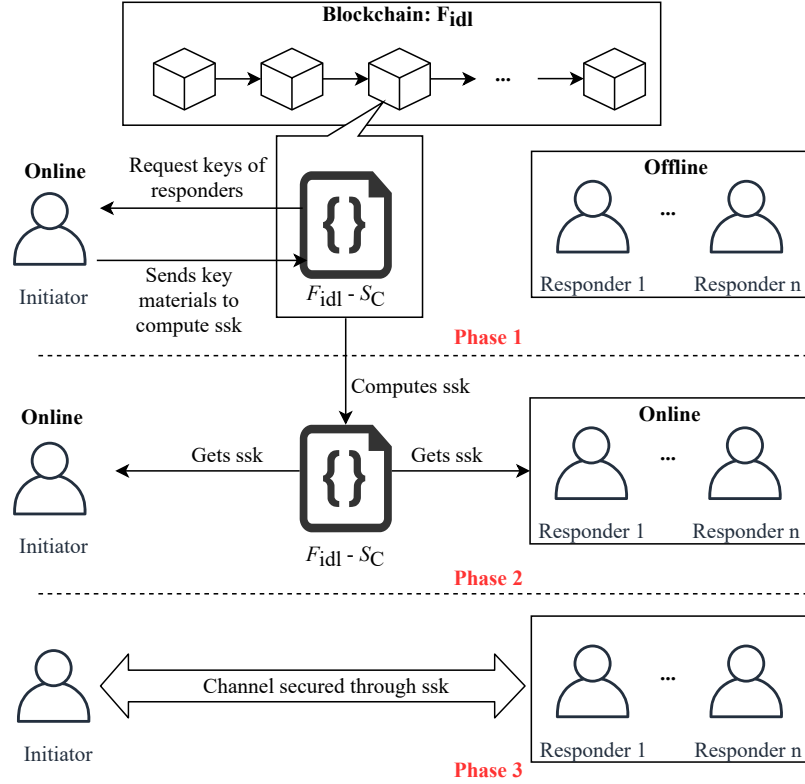 Blockchain: Fidl
...
Online
Request keys of
responders
Offline
...
{}
Initiator
Sends key
materials to
compute ssk
Responder 1
Responder n
Fidl - SC
Phase 1
Computes ssk
Online
Online
...
Gets ssk
{}
Gets ssk
Initiator
Responder 1
Responder n
Fidl - SC
Phase 2
...
Channel secured through ssk
Initiator
Responder 1
Responder n
Phase 3